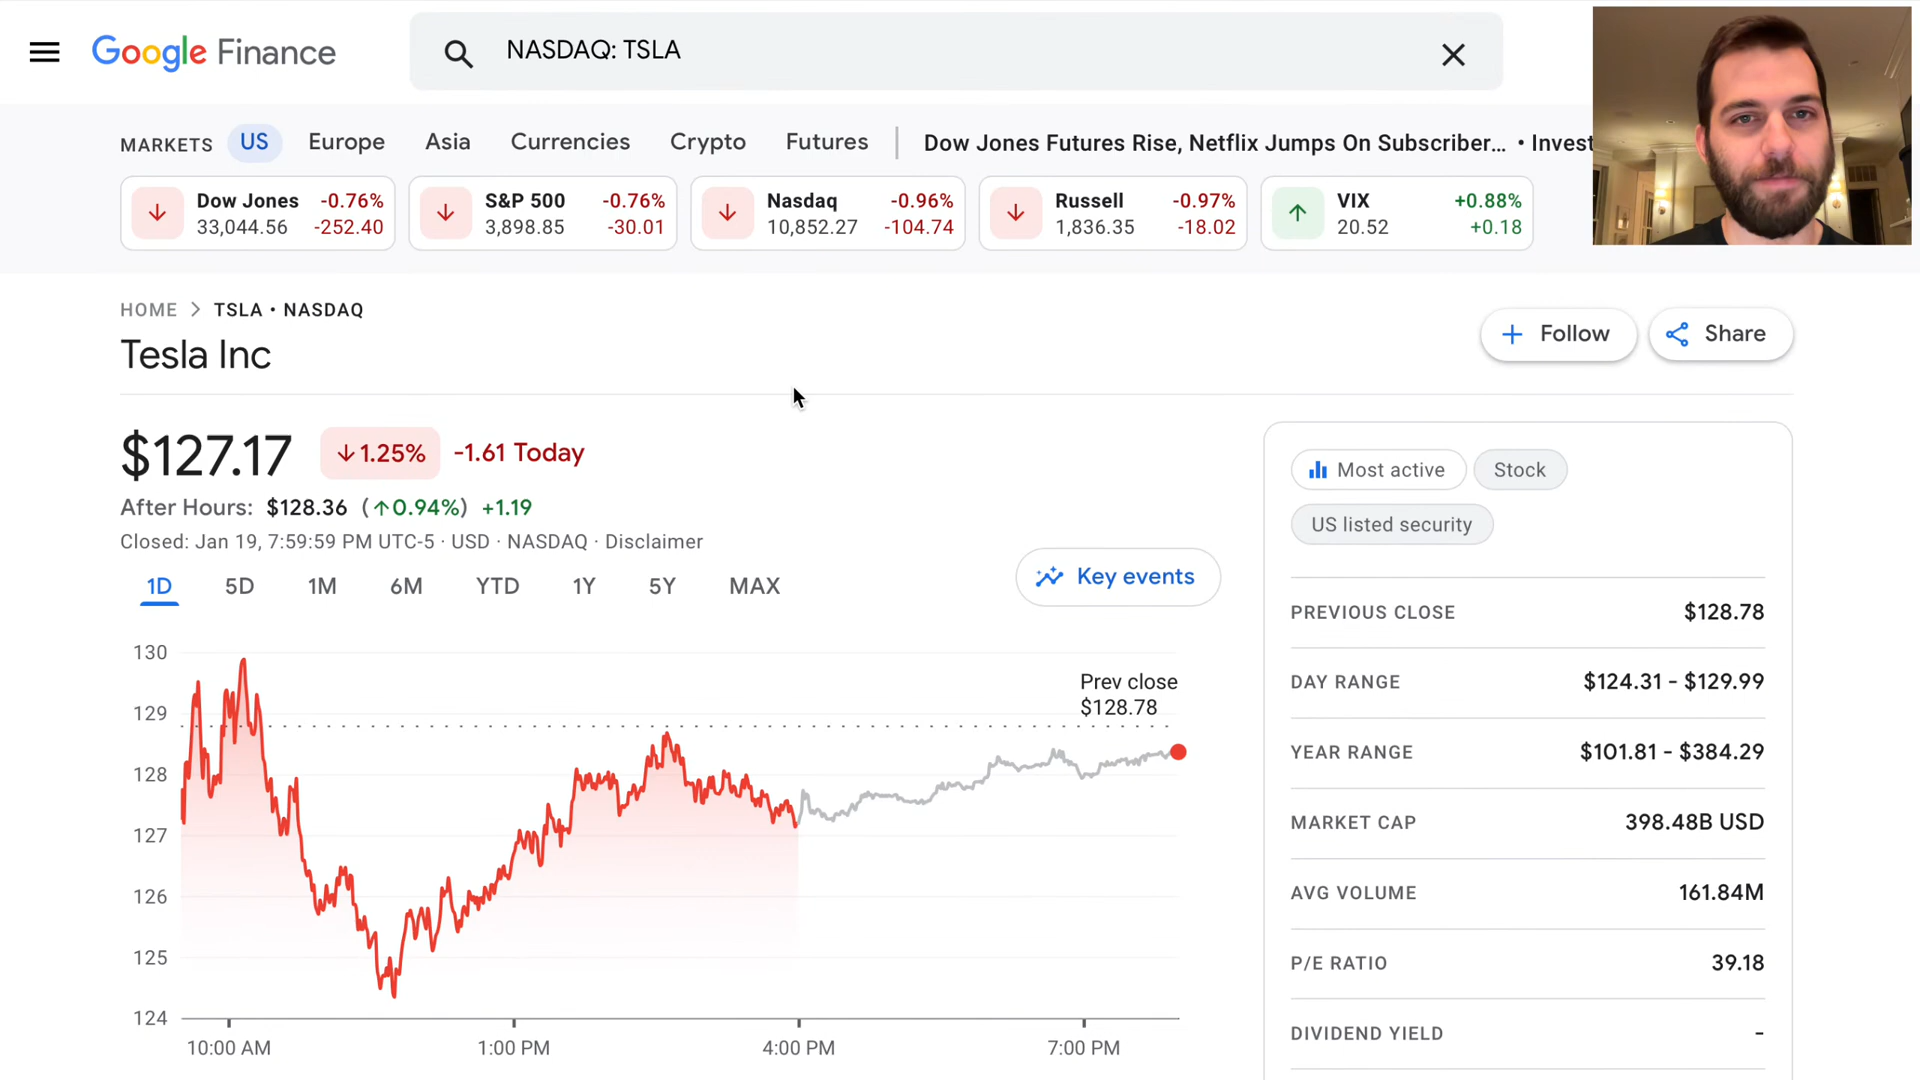 Google Finance
NASDAQ: TSLA
MARKETS US Europe Asia Currencies Crypto Futures Dow Jones Futures Rise, Netflix Jumps On Subscriber... • Invest
Dow Jones -0.76%
33,044.56 -252.40
S&P 500 -0.76%
3,898.85 -30.01
Nasdaq -0.96%
10,852.27 -104.74
Russell -0.97%
1,836.35 -18.02
VIX +0.88%
20.52 +0.18
HOME > TSLA • NASDAQ
Tesla Inc
+ Follow
Share
$127.17 ↓1.25% -1.61 Today
After Hours: $128.36 (↑0.94%) +1.19
Closed: Jan 19, 7:59:59 PM UTC-5 · USD · NASDAQ · Disclaimer
1D 5D 1M 6M YTD 1Y 5Y MAX
Key events
130
129
128
127
126
125
124
Prev close
$128.78
10:00 AM 1:00 PM 4:00 PM 7:00 PM
Most active Stock
US listed security
PREVIOUS CLOSE $128.78
DAY RANGE $124.31 - $129.99
YEAR RANGE $101.81 - $384.29
MARKET CAP 398.48B USD
AVG VOLUME 161.84M
P/E RATIO 39.18
DIVIDEND YIELD -